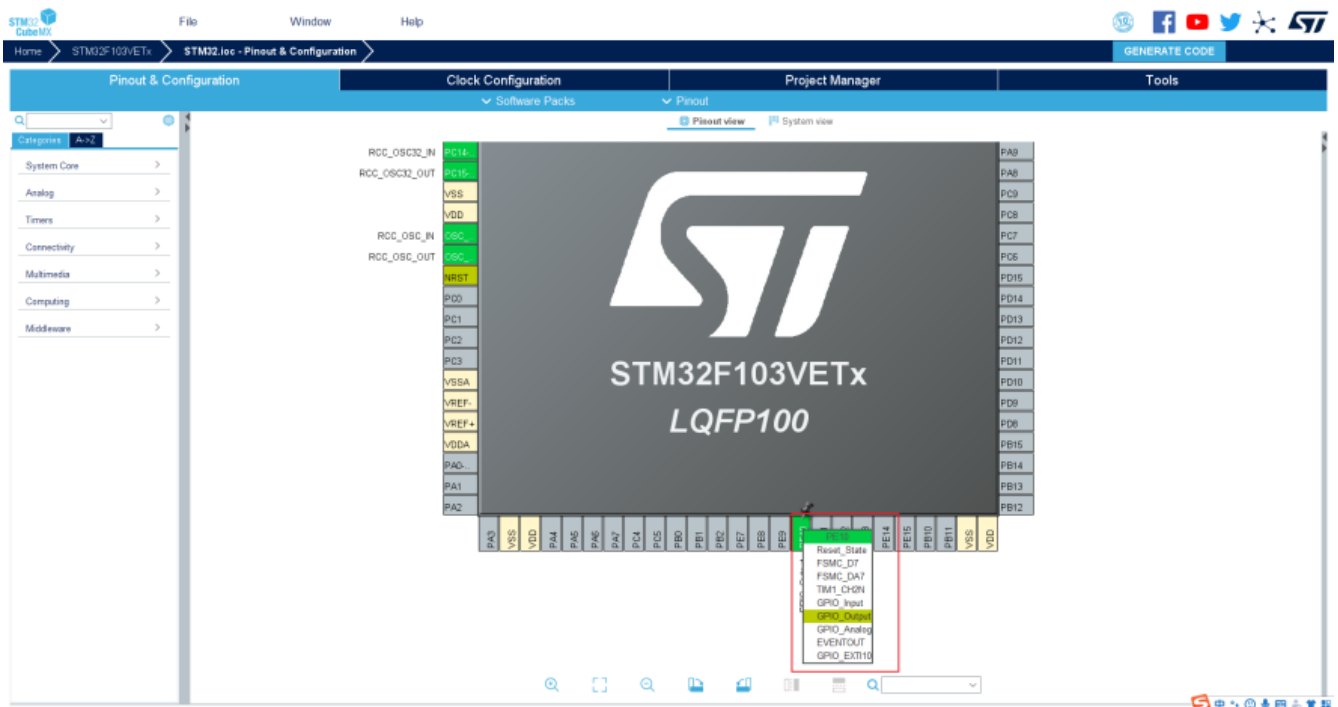 STM32 CubeMX
File Window Help
Home STM32F103VETx STM32.ioc - Pinout & Configuration GENERATE CODE
Pinout & Configuration Clock Configuration Project Manager Tools
Software Packs Pinout
Pinout view System view
Categories A->Z
System Core
Analog
Timers
Connectivity
Multimedia
Computing
Middleware
RCC_OSC32_IN PC14-..
RCC_OSC32_OUT PC15-..
VSS
VDD
RCC_OSC_IN OSC_..
RCC_OSC_OUT OSC_..
NRST
PC0
PC1
PC2
PC3
VSSA
VREF-
VREF+
VDDA
PA0-..
PA1
PA2
STM32F103VETx
LQFP100
PA9
PA8
PC9
PC8
PC7
PC6
PD15
PD14
PD13
PD12
PD11
PD10
PD9
PD8
PB15
PB14
PB13
PB12
PA3 VSS VDD PA4 PA5 PA6 PA7 PC4 PC5 PB0 PB1 PB2 PE7 PE8 PE9 PE14 PE15 PB10 PB11 VSS VDD
PE10
Reset_State
FSMC_D7
FSMC_DA7
TIM1_CH2N
GPIO_Input
GPIO_Output
GPIO_Analog
EVENTOUT
GPIO_EXTI10